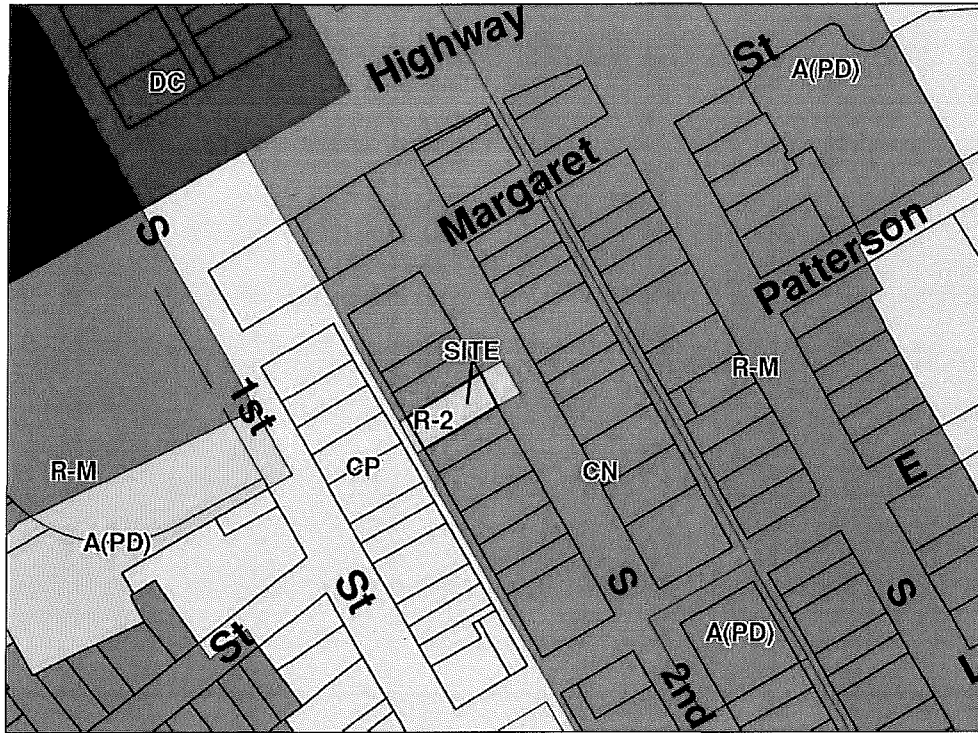 Highway
St
DC
A(PD)
Margaret
S
Patterson
SITE
R-M
1st
R-2
R-M
CP
CN
E
A(PD)
St
S
S
A(PD)
St
2nd
L